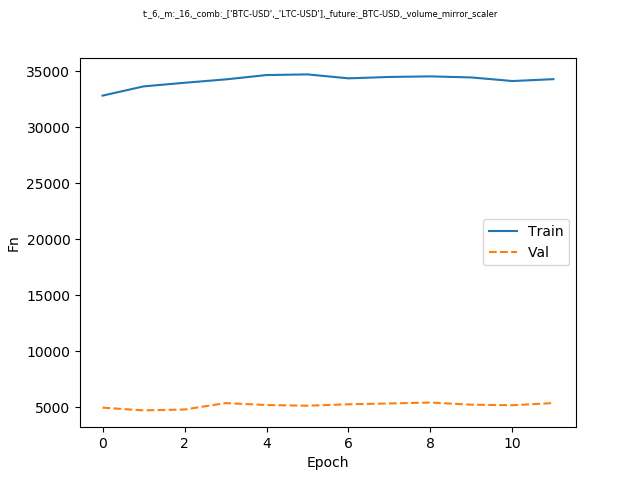 t:_6,_m:_16,_comb:_['BTC-USD',_'LTC-USD'],_future:_BTC-USD,_volume_mirror_scaler
35000
30000
25000
20000
15000
10000
5000
Fn
Train
Val
0 2 4 6 8 10
Epoch